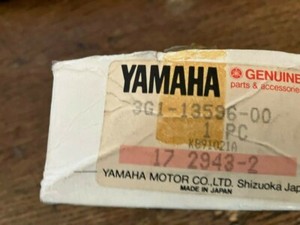 YAMAHA
GENUINE
parts & accessories
3G1-13596-00
1 PC
K891021A
17 2943-2
YAMAHA MOTOR CO.,LTD. Shizuoka Jap
MADE IN JAPAN